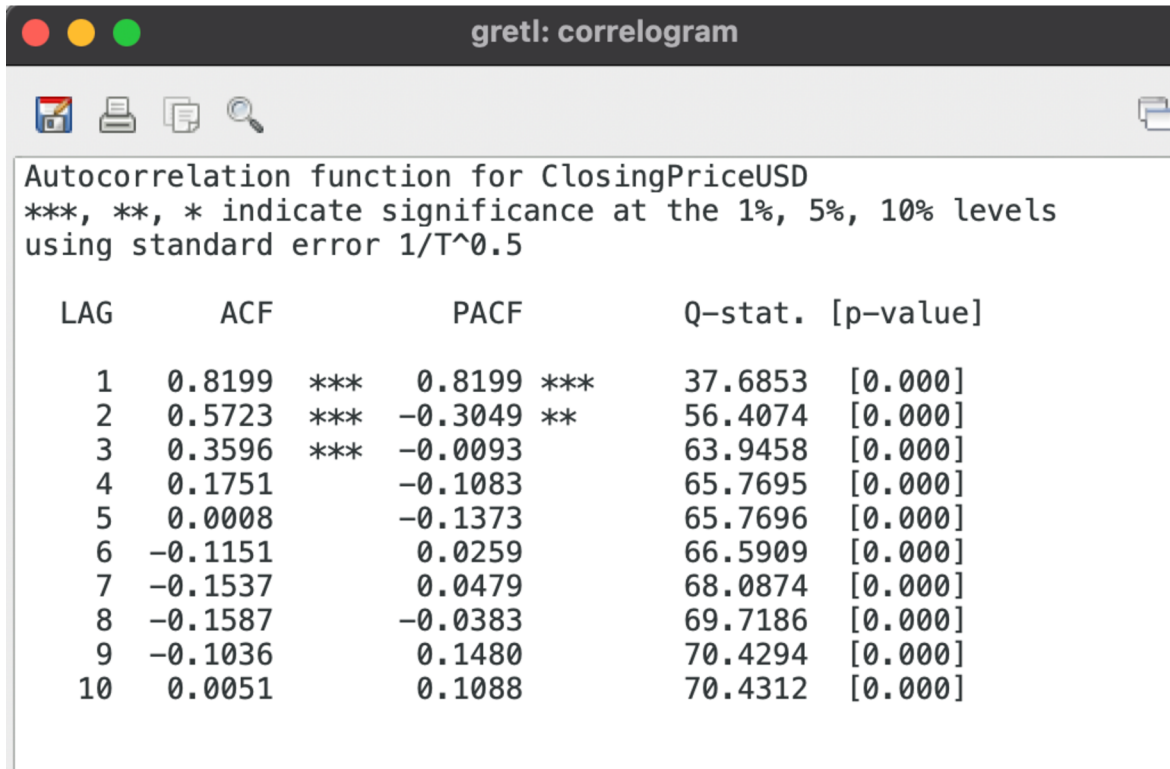 gretl: correlogram
Autocorrelation function for ClosingPriceUSD
***, **, * indicate significance at the 1%, 5%, 10% levels
using standard error 1/T^0.5
LAG ACF PACF Q-stat. [p-value]
1 0.8199 *** 0.8199 *** 37.6853 [0.000]
2 0.5723 *** -0.3049 ** 56.4074 [0.000]
3 0.3596 *** -0.0093 63.9458 [0.000]
4 0.1751 -0.1083 65.7695 [0.000]
5 0.0008 -0.1373 65.7696 [0.000]
6 -0.1151 0.0259 66.5909 [0.000]
7 -0.1537 0.0479 68.0874 [0.000]
8 -0.1587 -0.0383 69.7186 [0.000]
9 -0.1036 0.1480 70.4294 [0.000]
10 0.0051 0.1088 70.4312 [0.000]